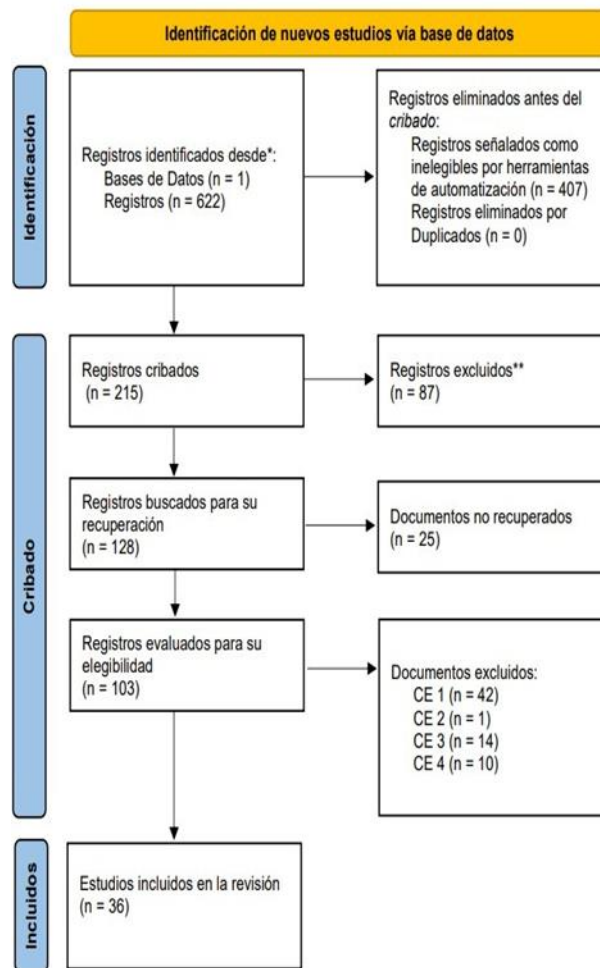 Identificación de nuevos estudios vía base de datos
Identificación
Registros identificados desde*:
Bases de Datos (n = 1)
Registros (n = 622)
Registros eliminados antes del
cribado:
Registros señalados como
inelegibles por herramientas
de automatización (n = 407)
Registros eliminados por
Duplicados (n = 0)
Cribado
Registros cribados
(n = 215)
Registros excluidos**
(n = 87)
Registros buscados para su
recuperación
(n = 128)
Documentos no recuperados
(n = 25)
Registros evaluados para su
elegibilidad
(n = 103)
Documentos excluidos:
CE 1 (n = 42)
CE 2 (n = 1)
CE 3 (n = 14)
CE 4 (n = 10)
Incluidos
Estudios incluidos en la revisión
(n = 36)